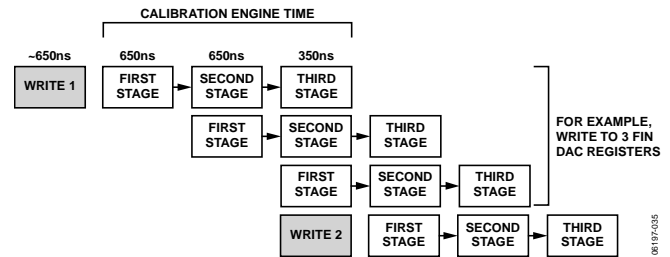 CALIBRATION ENGINE TIME
~650ns 650ns 650ns 350ns
WRITE 1
FIRST
STAGE
SECOND
STAGE
THIRD
STAGE
FIRST
STAGE
SECOND
STAGE
THIRD
STAGE
FIRST
STAGE
SECOND
STAGE
THIRD
STAGE
FOR EXAMPLE,
WRITE TO 3 FIN
DAC REGISTERS
WRITE 2
FIRST
STAGE
SECOND
STAGE
THIRD
STAGE
06197-035